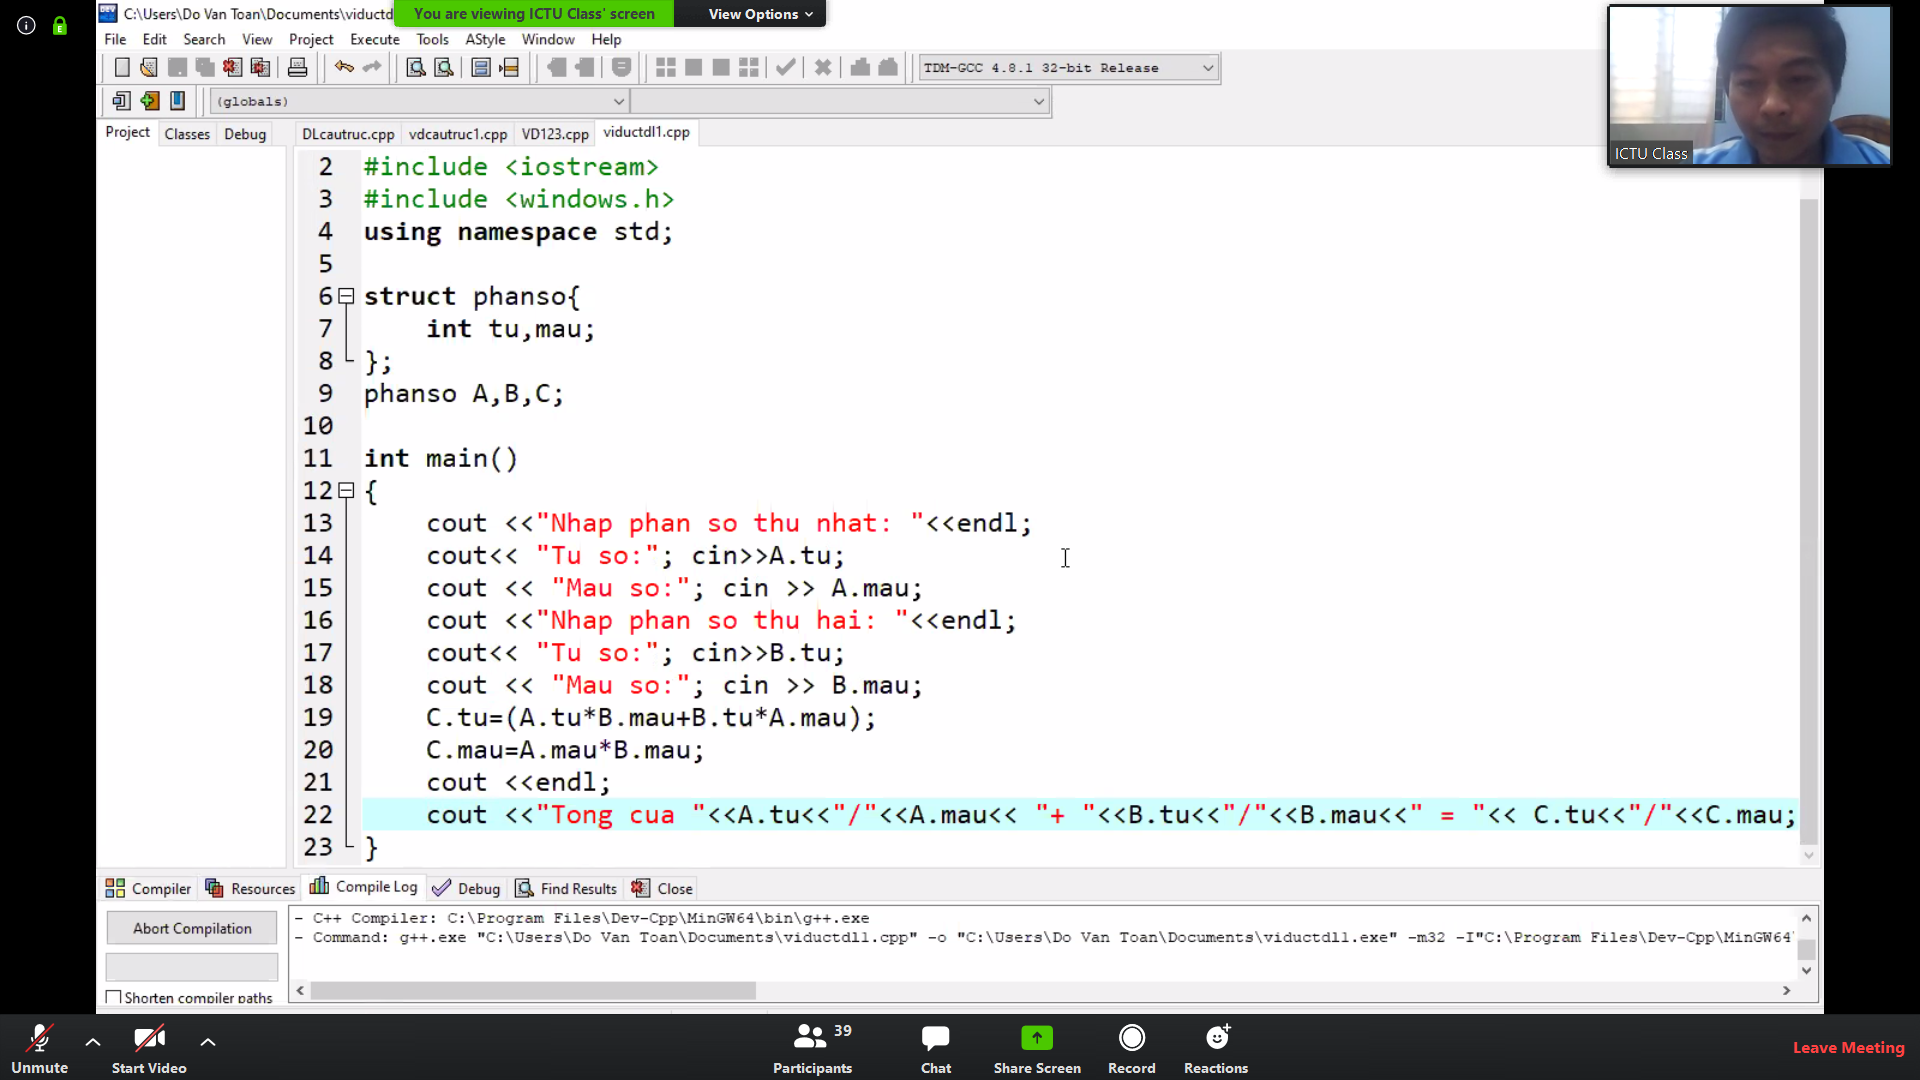 C:\Users\Do Van Toan\Documents\viductd
You are viewing ICTU Class' screen
View Options
File Edit Search View Project Execute Tools AStyle Window Help
TDM-GCC 4.8.1 32-bit Release
(globals)
Project Classes Debug
DLcautruc.cpp vdcautruc1.cpp VD123.cpp viductdl1.cpp
ICTU Class
2 #include <iostream>
3 #include <windows.h>
4 using namespace std;
5
6 struct phanso{
7 int tu,mau;
8 };
9 phanso A,B,C;
10
11 int main()
12 {
13 cout <<"Nhap phan so thu nhat: "<<endl;
14 cout<< "Tu so:"; cin>>A.tu;
15 cout << "Mau so:"; cin >> A.mau;
16 cout <<"Nhap phan so thu hai: "<<endl;
17 cout<< "Tu so:"; cin>>B.tu;
18 cout << "Mau so:"; cin >> B.mau;
19 C.tu=(A.tu*B.mau+B.tu*A.mau);
20 C.mau=A.mau*B.mau;
21 cout <<endl;
22 cout <<"Tong cua "<<A.tu<<"/"<<A.mau<< "+ "<<B.tu<<"/"<<B.mau<<" = "<< C.tu<<"/"<<C.mau;
23 }
Compiler Resources Compile Log Debug Find Results Close
Abort Compilation
Shorten compiler paths
- C++ Compiler: C:\Program Files\Dev-Cpp\MinGW64\bin\g++.exe
- Command: g++.exe "C:\Users\Do Van Toan\Documents\viductdl1.cpp" -o "C:\Users\Do Van Toan\Documents\viductdl1.exe" -m32 -I"C:\Program Files\Dev-Cpp\MinGW64
Unmute
Start Video
Participants 39
Chat
Share Screen
Record
Reactions
Leave Meeting